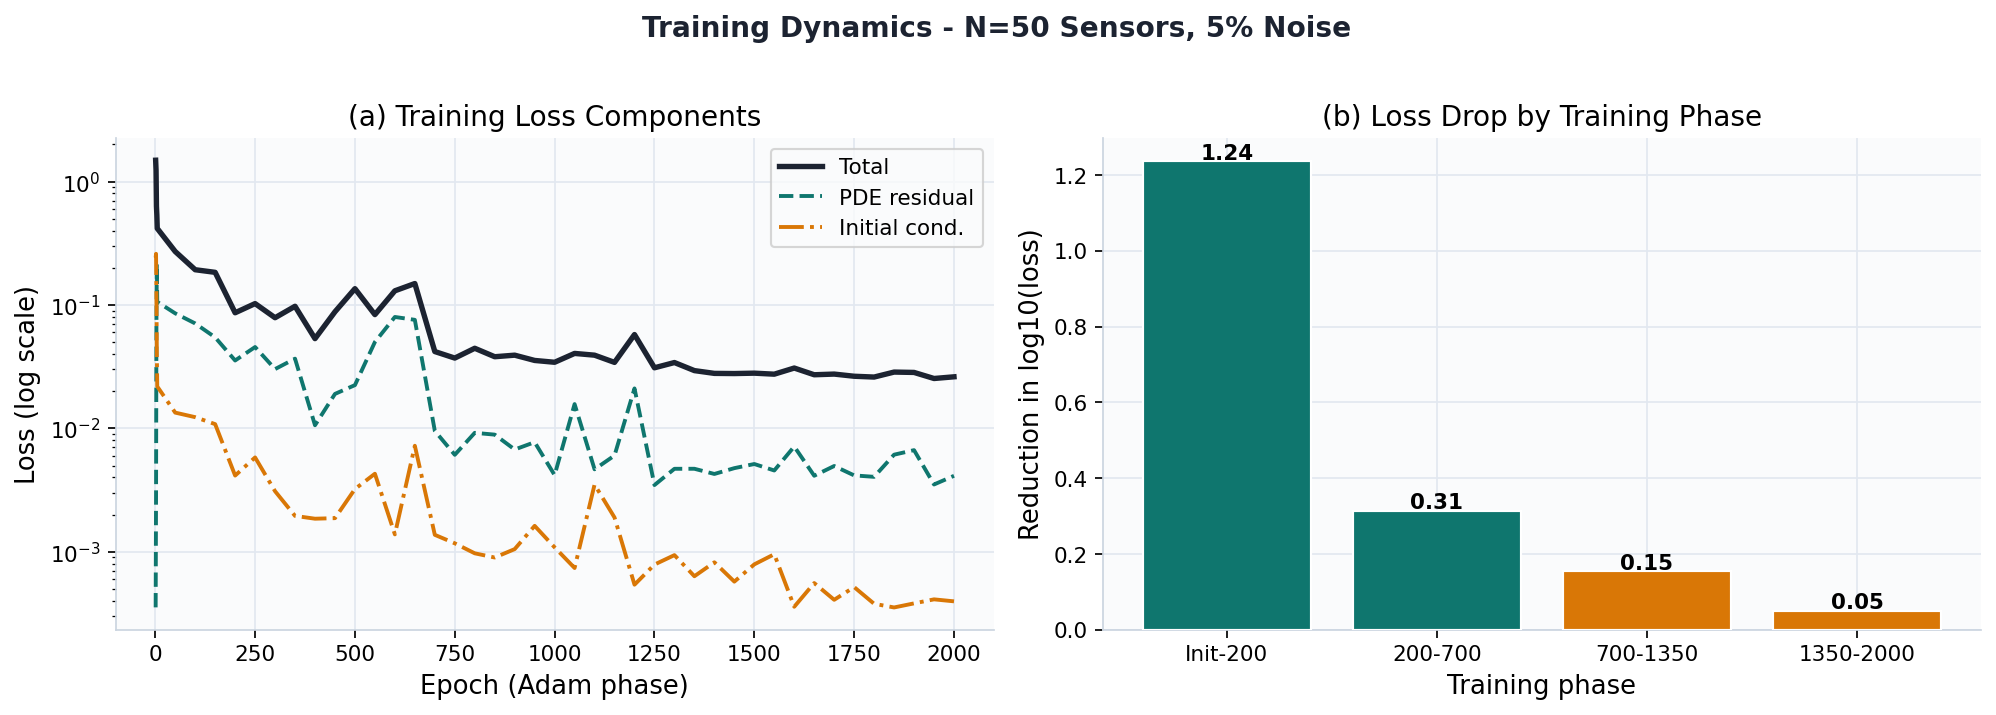 Training Dynamics - N=50 Sensors, 5% Noise
(a) Training Loss Components
Total
PDE residual
Initial cond.
10⁰
10⁻¹
10⁻²
10⁻³
Loss (log scale)
0 250 500 750 1000 1250 1500 1750 2000
Epoch (Adam phase)
(b) Loss Drop by Training Phase
1.24
0.31
0.15
0.05
1.2
1.0
0.8
0.6
0.4
0.2
0.0
Reduction in log10(loss)
Init-200 200-700 700-1350 1350-2000
Training phase